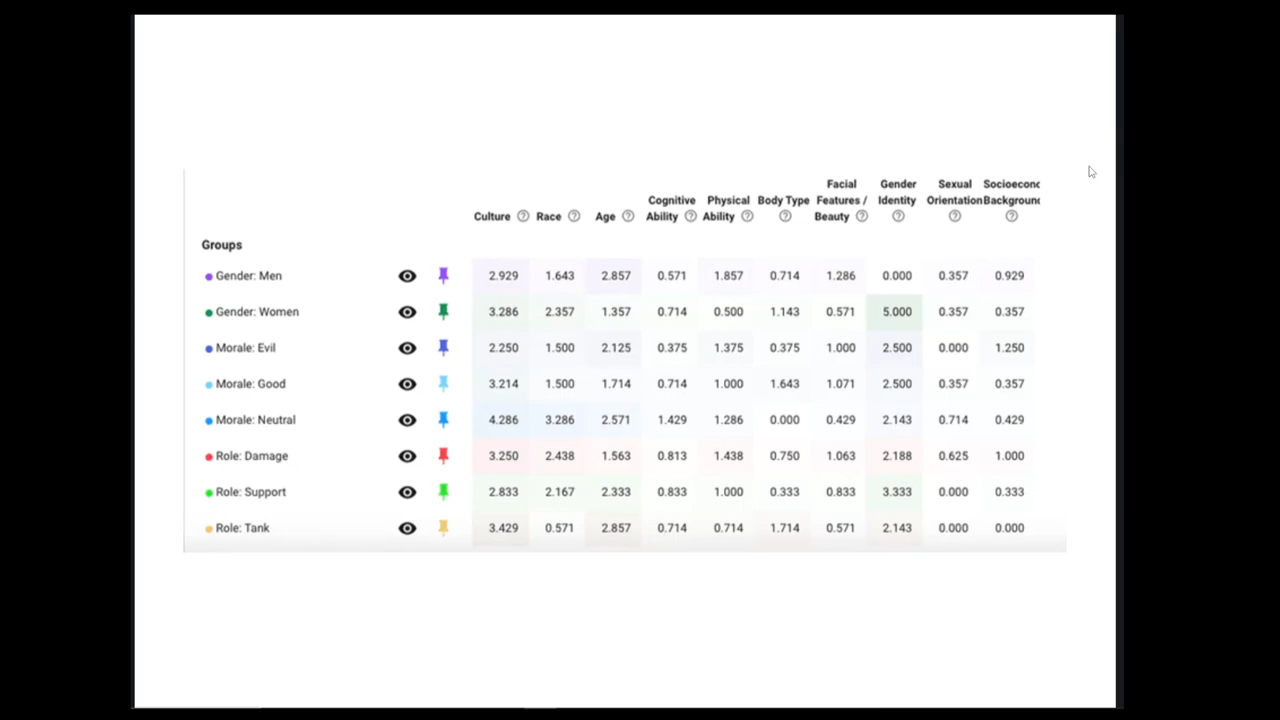 Facial Gender Sexual Socioecono
Cognitive Physical Body Type Features / Identity Orientation Background
Culture Race Age Ability Ability Beauty
Groups
Gender: Men 2.929 1.643 2.857 0.571 1.857 0.714 1.286 0.000 0.357 0.929
Gender: Women 3.286 2.357 1.357 0.714 0.500 1.143 0.571 5.000 0.357 0.357
Morale: Evil 2.250 1.500 2.125 0.375 1.375 0.375 1.000 2.500 0.000 1.250
Morale: Good 3.214 1.500 1.714 0.714 1.000 1.643 1.071 2.500 0.357 0.357
Morale: Neutral 4.286 3.286 2.571 1.429 1.286 0.000 0.429 2.143 0.714 0.429
Role: Damage 3.250 2.438 1.563 0.813 1.438 0.750 1.063 2.188 0.625 1.000
Role: Support 2.833 2.167 2.333 0.833 1.000 0.333 0.833 3.333 0.000 0.333
Role: Tank 3.429 0.571 2.857 0.714 0.714 1.714 0.571 2.143 0.000 0.000